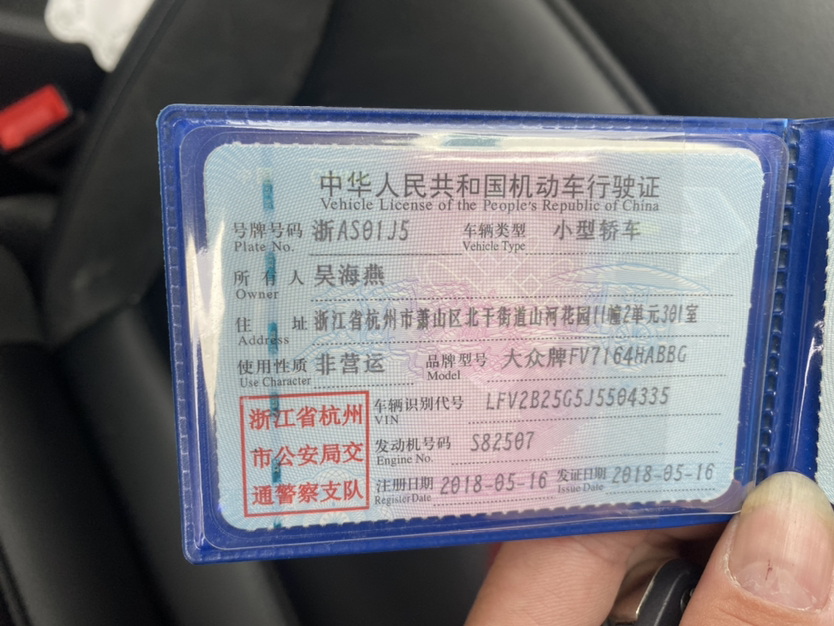 中华人民共和国机动车行驶证
Vehicle License of the People's Republic of China
号牌号码 浙AS01J5 车辆类型 小型轿车
Plate No. Vehicle Type
所有人 吴海燕
Owner
住址 浙江省杭州市萧山区北干街道山河花园11幢2单元301室
Address
使用性质 非营运 品牌型号 大众牌FV7164HABBG
Use Character Model
浙江省杭州
市公安局交
通警察支队
车辆识别代号 LFV2B25G5J5504335
VIN
发动机号码 S82507
Engine No.
注册日期 2018-05-16 发证日期 2018-05-16
Register Date Issue Date